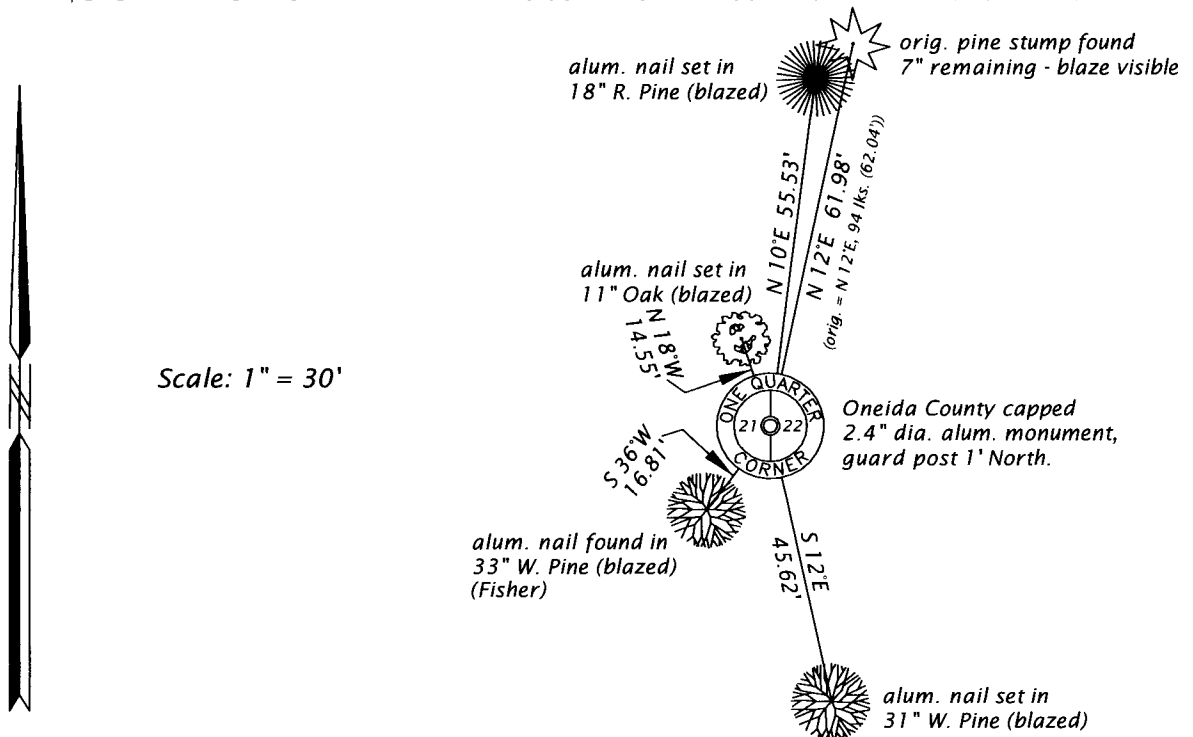 orig. pine stump found
7" remaining - blaze visible
alum. nail set in
18" R. Pine (blazed)
N 10°E 55.53'
N 12°E 61.98'
(orig. = N 12°E, 94 lks. (62.04'))
alum. nail set in
11" Oak (blazed)
N 18°W
14.55'
Scale: 1" = 30'
ONE QUARTER
21 22
CORNER
Oneida County capped
2.4" dia. alum. monument,
guard post 1' North.
S 36°W
16.81'
alum. nail found in
33" W. Pine (blazed)
(Fisher)
S 12°E
45.62'
alum. nail set in
31" W. Pine (blazed)